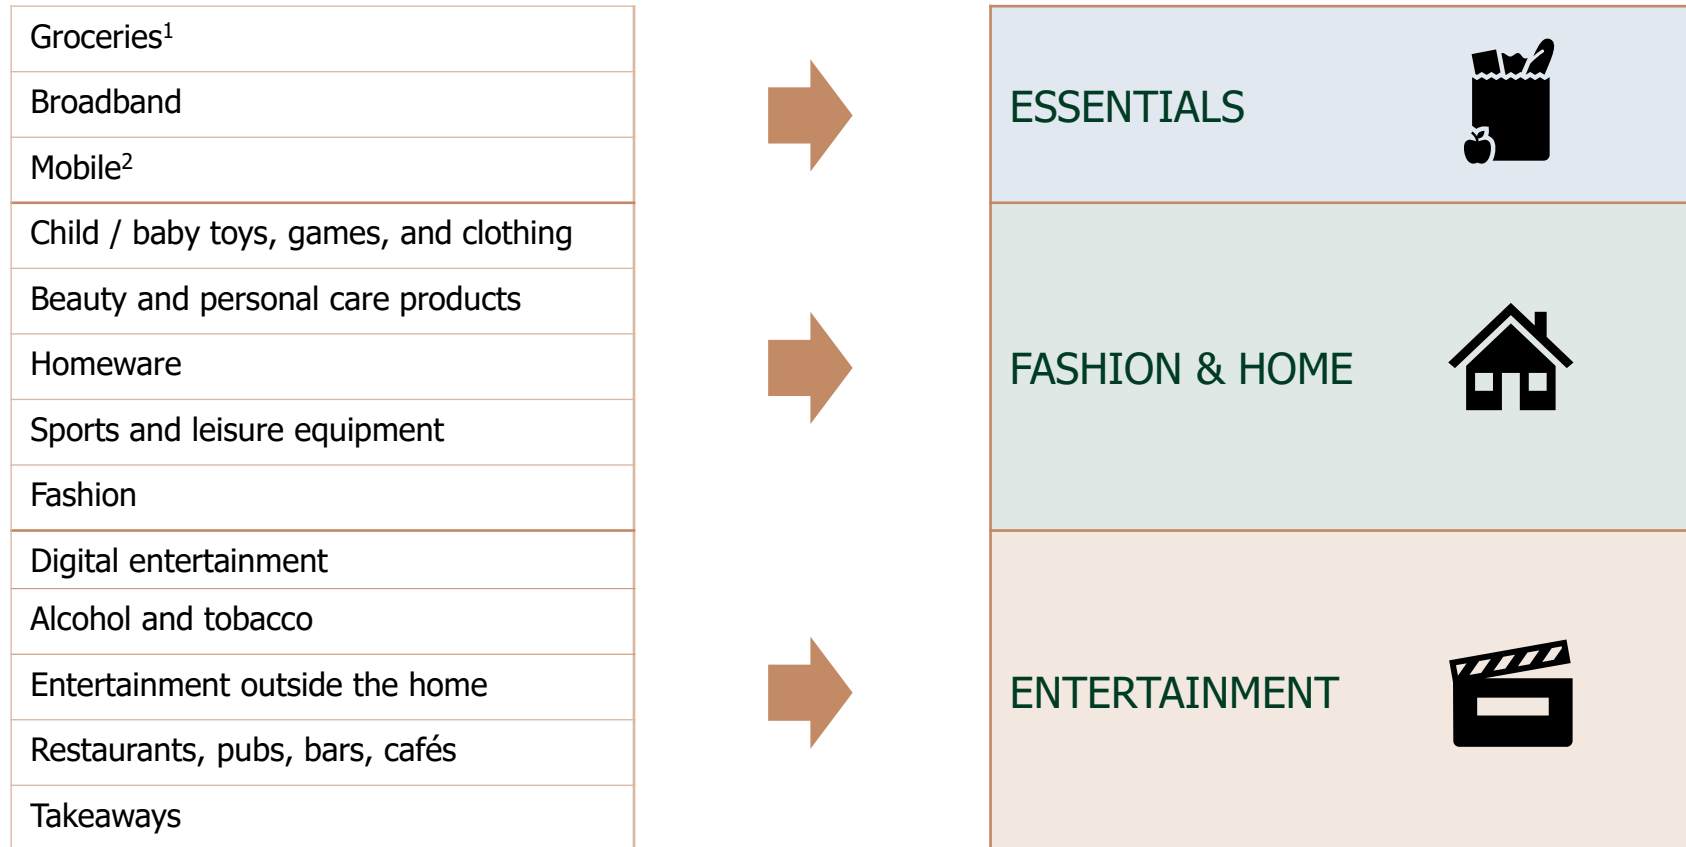 Groceries¹
Broadband
Mobile²
ESSENTIALS
Child / baby toys, games, and clothing
Beauty and personal care products
Homeware
Sports and leisure equipment
Fashion
FASHION & HOME
Digital entertainment
Alcohol and tobacco
Entertainment outside the home
Restaurants, pubs, bars, cafés
Takeaways
ENTERTAINMENT